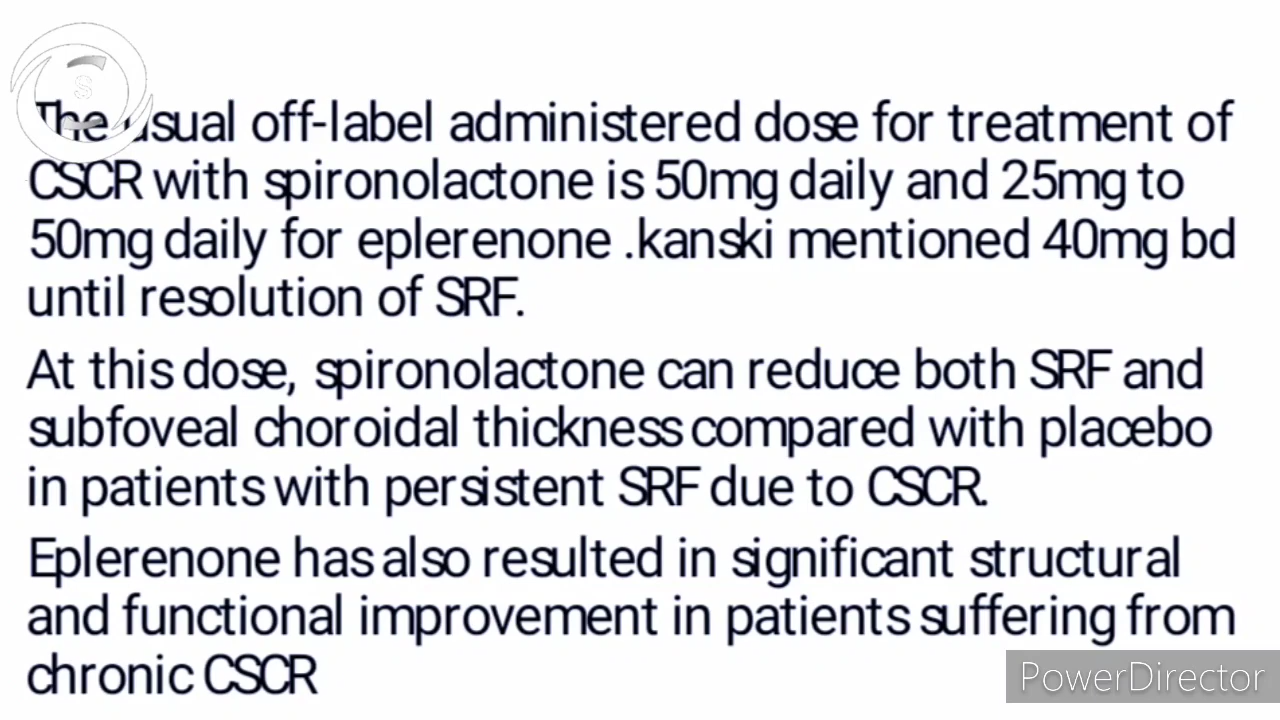 S
The usual off-label administered dose for treatment of
CSCR with spironolactone is 50mg daily and 25mg to
50mg daily for eplerenone .kanski mentioned 40mg bd
until resolution of SRF.
At this dose, spironolactone can reduce both SRF and
subfoveal choroidal thickness compared with placebo
in patients with persistent SRF due to CSCR.
Eplerenone has also resulted in significant structural
and functional improvement in patients suffering from
chronic CSCR
PowerDirector